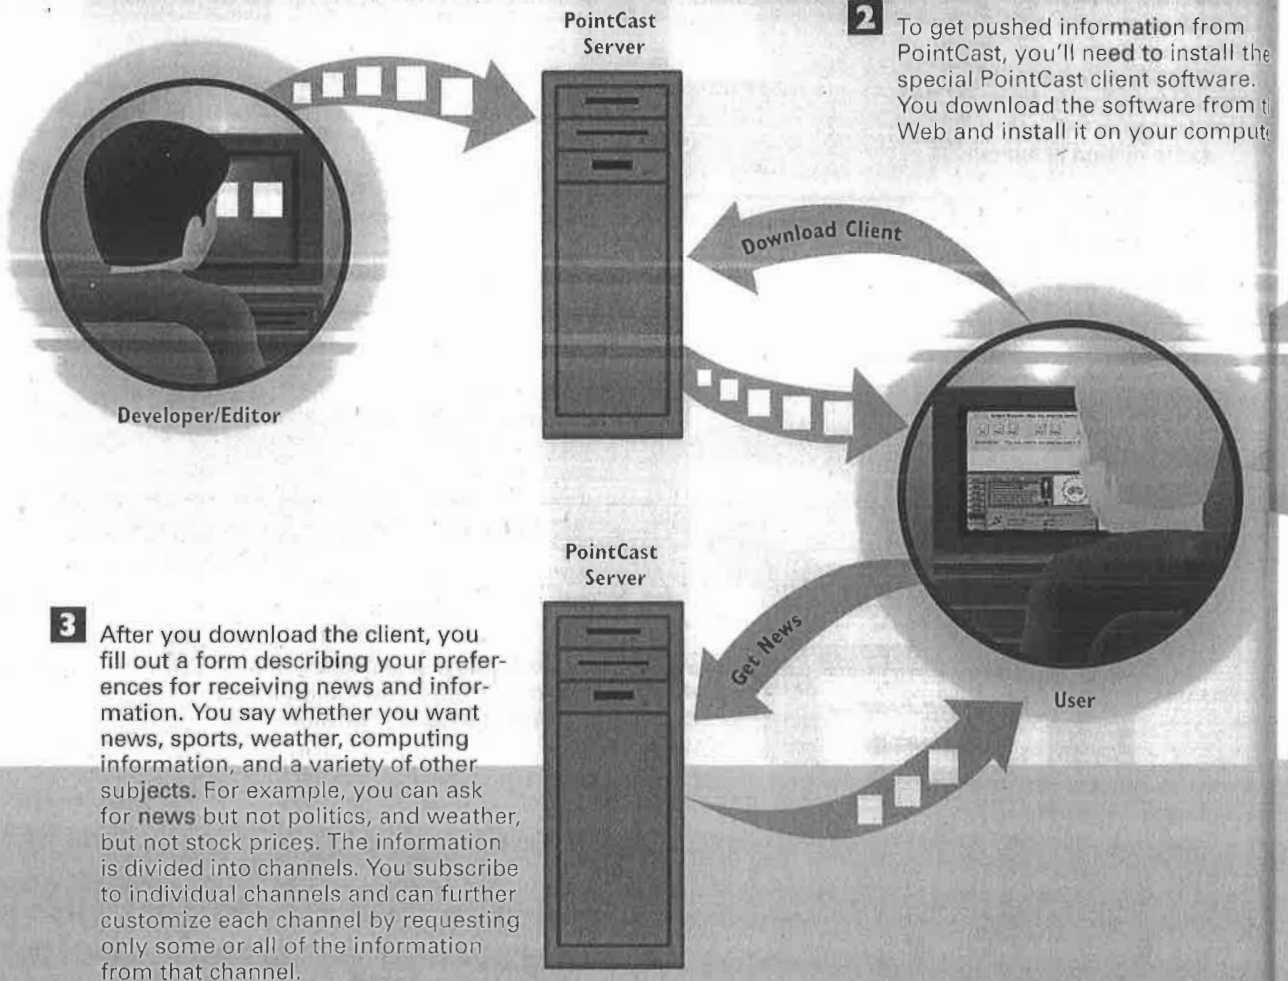 PointCast
Server
2 To get pushed information from
PointCast, you'll need to install the
special PointCast client software.
You download the software from
Web and install it on your
Download Client
Developer/Editor
PointCast
Server
Get News
User
3 After you download the client, you
fill out a form describing your prefer-
ences for receiving news and infor-
mation. You say whether you want
news, sports, weather, computing
information, and a variety of other
subjects. For example, you can ask
for news but not politics, and weather,
but not stock prices. The information
is divided into channels. You subscribe
to individual channels and can further
customize each channel by requesting
only some or all of the information
from that channel.